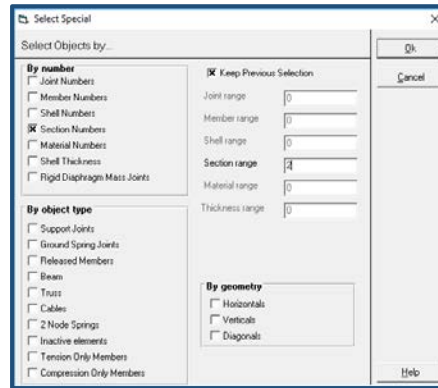 Select Special
Select Objects by...
Ok
Cancel
By number
Joint Numbers
Member Numbers
Shell Numbers
Section Numbers
Material Numbers
Shell Thickness
Rigid Diaphragm Mass Joints
Keep Previous Selection
Joint range 0
Member range 0
Shell range 0
Section range 2
Material range 0
Thickness range 0
By object type
Support Joints
Ground Spring Joints
Released Members
Beam
Truss
Cables
2 Node Springs
Inactive elements
Tension Only Members
Compression Only Members
By geometry
Horizontals
Verticals
Diagonals
Help